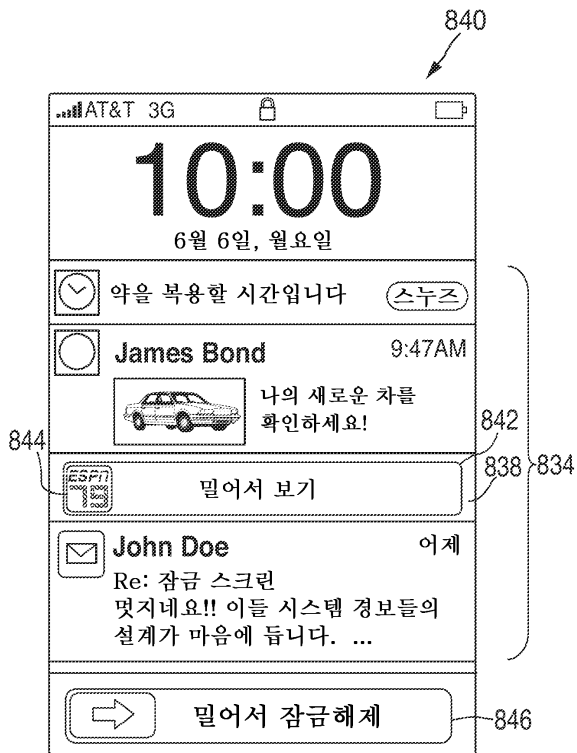 840
AT&T 3G
10:00
6월 6일, 월요일
약을 복용할 시간입니다 스누즈
James Bond 9:47AM
나의 새로운 차를
확인하세요!
842
844
838
834
ESPN
밀어서 보기
John Doe 어제
Re: 잠금 스크린
멋지네요!! 이들 시스템 경보들의
설계가 마음에 듭니다. ...
밀어서 잠금해제
846